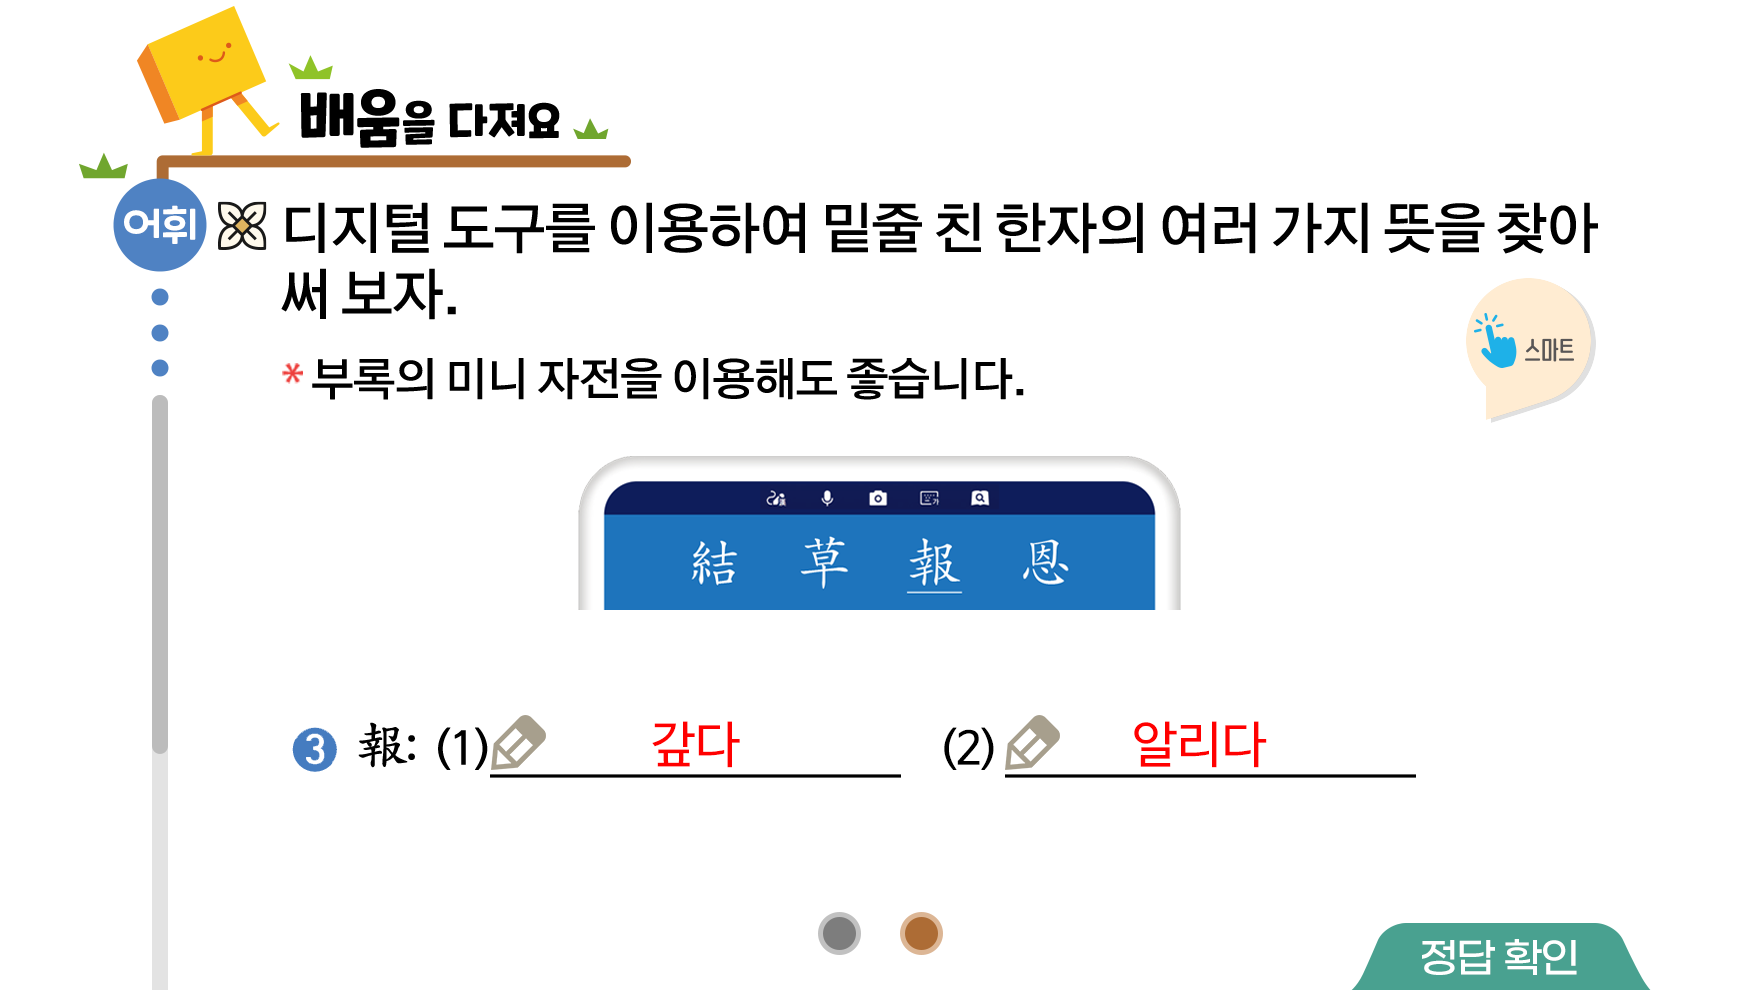 배움을 다져요
어휘 디지털 도구를 이용하여 밑줄 친 한자의 여러 가지 뜻을 찾아
써 보자.
스마트
* 부록의 미니 자전을 이용해도 좋습니다.
結 草 報 恩
3 報: (1) 갚다 (2) 알리다
정답 확인